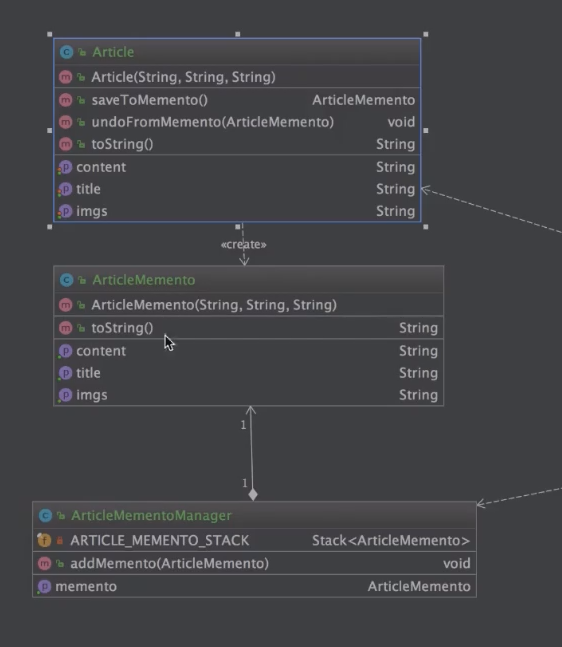 Article
Article(String, String, String)
saveToMemento() ArticleMemento
undoFromMemento(ArticleMemento) void
toString() String
content String
title String
imgs String
«create»
ArticleMemento
ArticleMemento(String, String, String)
toString() String
content String
title String
imgs String
1
1
ArticleMementoManager
ARTICLE_MEMENTO_STACK Stack<ArticleMemento>
addMemento(ArticleMemento) void
memento ArticleMemento